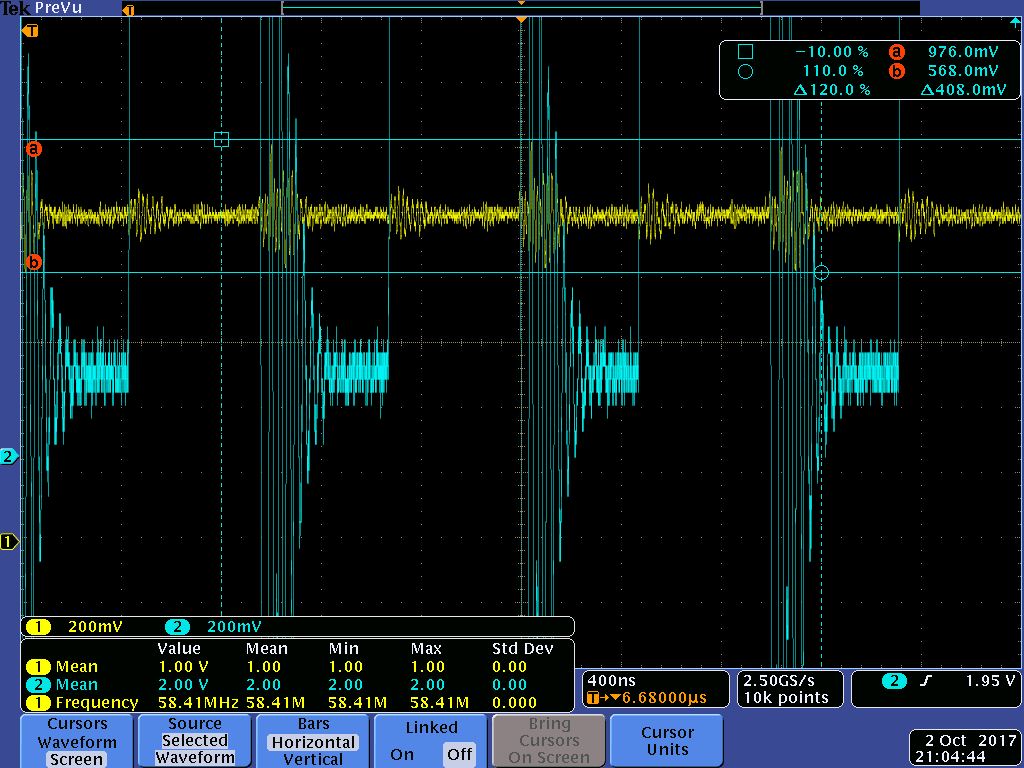 Tek PreVu
T
T
−10.00 % a 976.0mV
110.0 % b 568.0mV
Δ120.0 % Δ408.0mV
a
b
2
1
1 200mV 2 200mV
Value Mean Min Max Std Dev
1 Mean 1.00 V 1.00 1.00 1.00 0.00
2 Mean 2.00 V 2.00 2.00 2.00 0.00
1 Frequency 58.41MHz 58.41M 58.41M 58.41M 0.000
400ns
T→▼6.68000µs
2.50GS/s
10k points
2 1.95 V
Cursors
Waveform
Screen
Source
Selected
Waveform
Bars
Horizontal
Vertical
Linked
On Off
Bring
Cursors
On Screen
Cursor
Units
2 Oct 2017
21:04:44